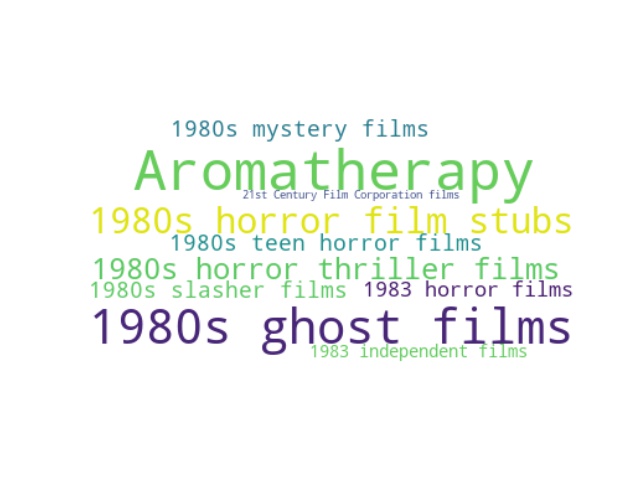 1980s mystery films
Aromatherapy
21st Century Film Corporation films
1980s horror film stubs
1980s teen horror films
1980s horror thriller films
1980s slasher films
1983 horror films
1980s ghost films
1983 independent films